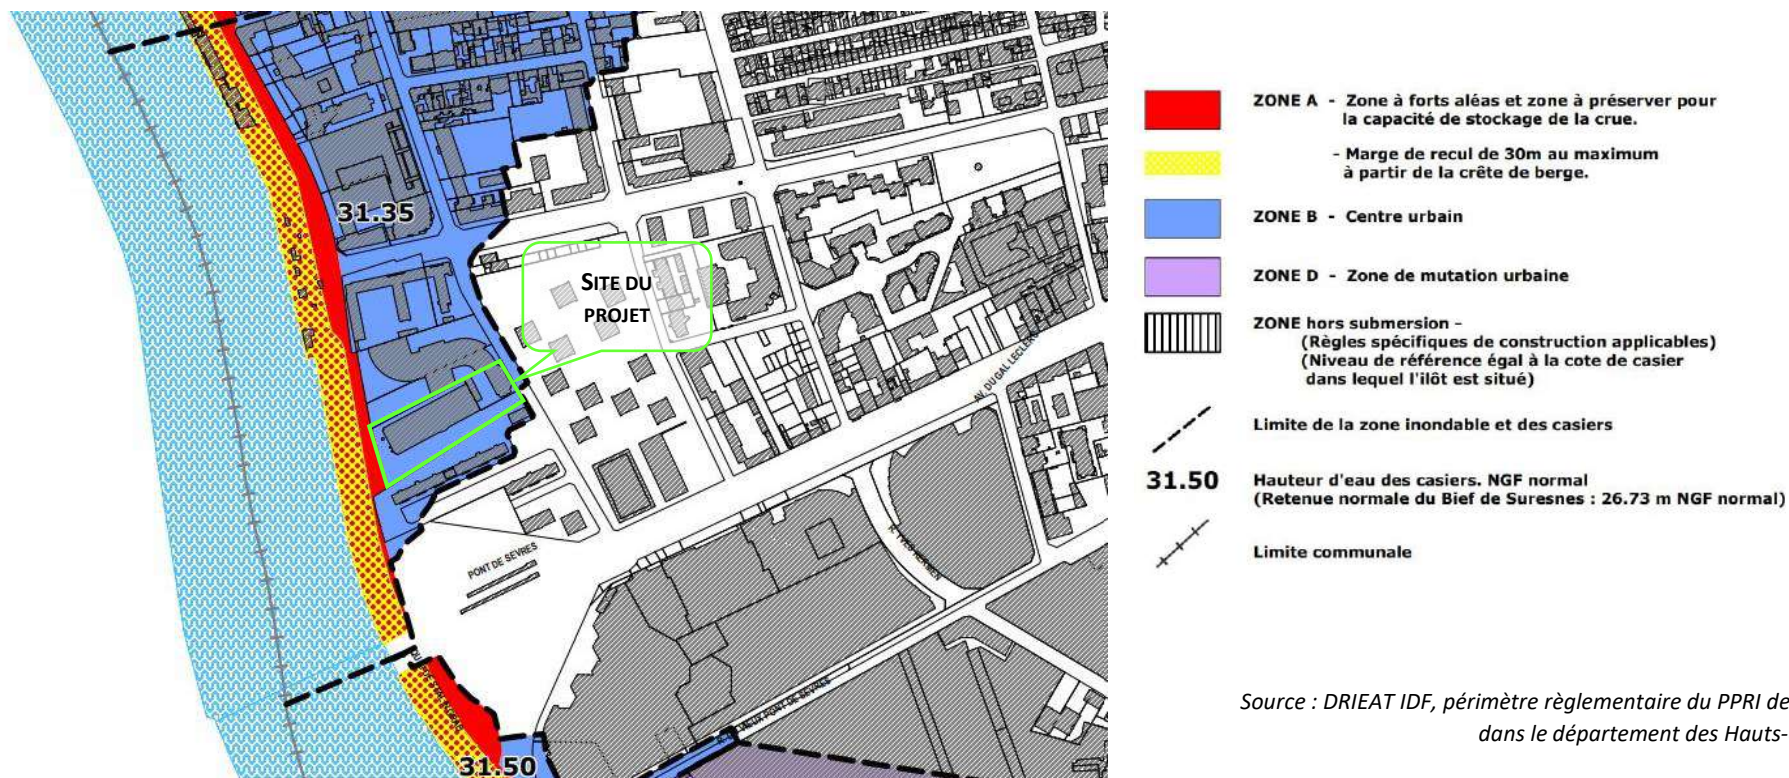 31.35
SITE DU
PROJET
AV. DU GAL LECLERC
PONT DE SEVRES
R. YVES KERMEN
31.50
ZONE A - Zone à forts aléas et zone à préserver pour
la capacité de stockage de la crue.
- Marge de recul de 30m au maximum
à partir de la crête de berge.
ZONE B - Centre urbain
ZONE D - Zone de mutation urbaine
ZONE hors submersion -
(Règles spécifiques de construction applicables)
(Niveau de référence égal à la cote de casier
dans lequel l'ilôt est situé)
Limite de la zone inondable et des casiers
31.50
Hauteur d'eau des casiers. NGF normal
(Retenue normale du Bief de Suresnes : 26.73 m NGF normal)
Limite communale
Source : DRIEAT IDF, périmètre règlementaire du PPRI de
dans le département des Hauts-